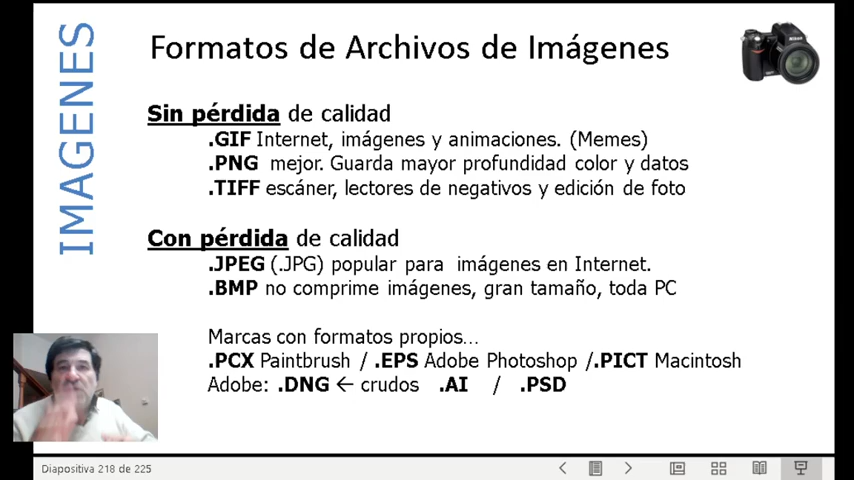 IMAGENES
Formatos de Archivos de Imágenes
Sin pérdida de calidad
.GIF Internet, imágenes y animaciones. (Memes)
.PNG mejor. Guarda mayor profundidad color y datos
.TIFF escáner, lectores de negativos y edición de foto
Con pérdida de calidad
.JPEG (.JPG) popular para imágenes en Internet.
.BMP no comprime imágenes, gran tamaño, toda PC
Marcas con formatos propios...
.PCX Paintbrush / .EPS Adobe Photoshop /.PICT Macintosh
Adobe: .DNG ← crudos .AI / .PSD
Diapositiva 218 de 225